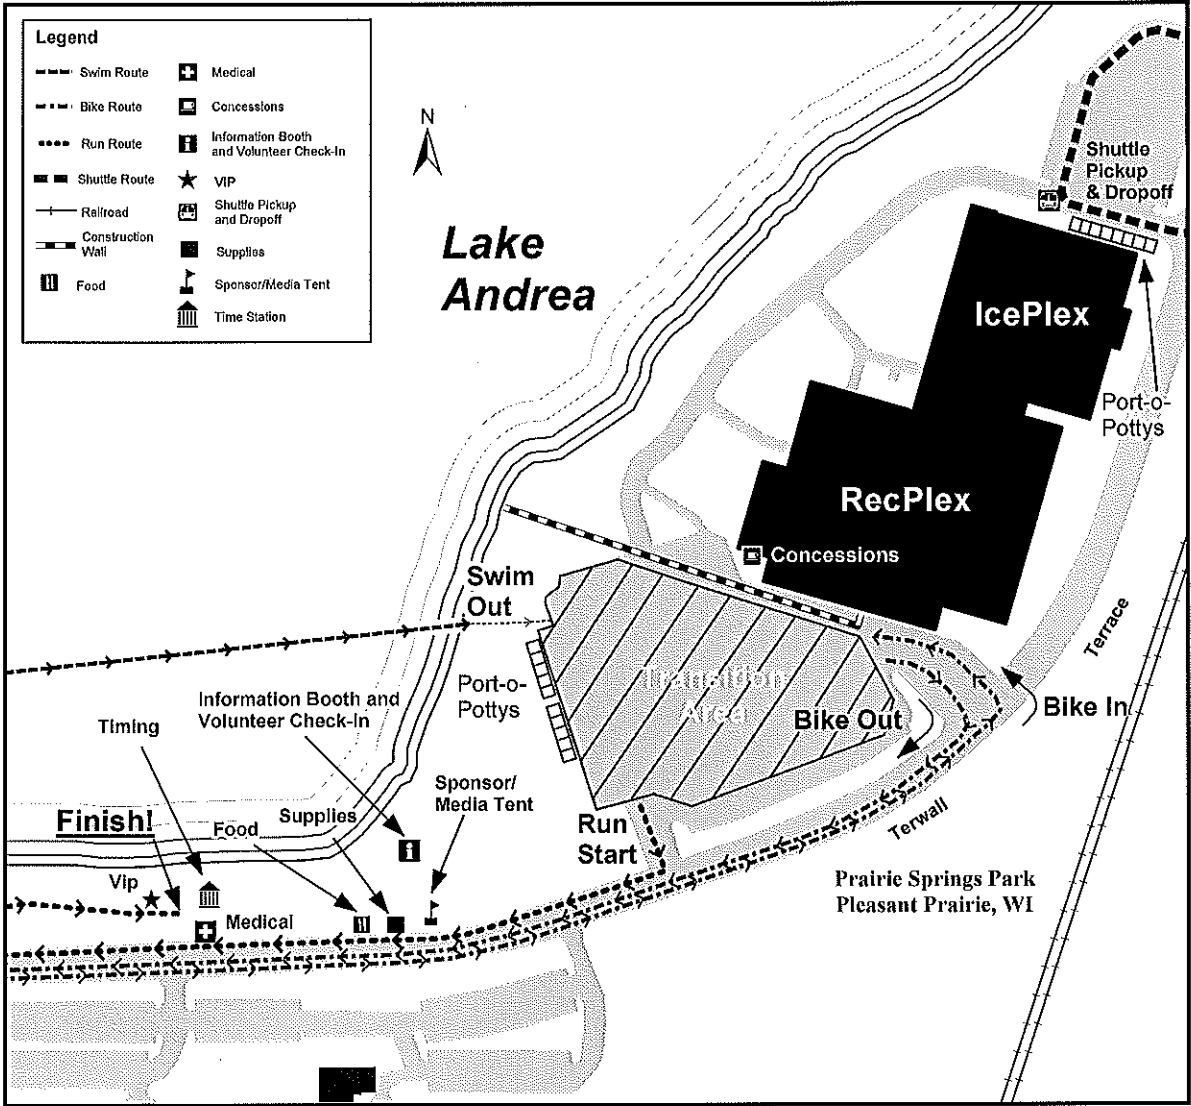 Legend
Swim Route
Bike Route
Run Route
Shuttle Route
Railroad
Construction
Wall
Food
Medical
Concessions
Information Booth
and Volunteer Check-In
VIP
Shuttle Pickup
and Dropoff
Supplies
Sponsor/Media Tent
Time Station
N
Lake
Andrea
Shuttle
Pickup
& Dropoff
IcePlex
Port-o-
Pottys
RecPlex
Concessions
Swim
Out
Terrace
Transition
Area
Port-o-
Pottys
Information Booth and
Volunteer Check-In
Bike Out
Bike In
Timing
Sponsor/
Media Tent
Finish!
Food
Supplies
Run
Start
Terwall
Vip
Medical
Prairie Springs Park
Pleasant Prairie, WI